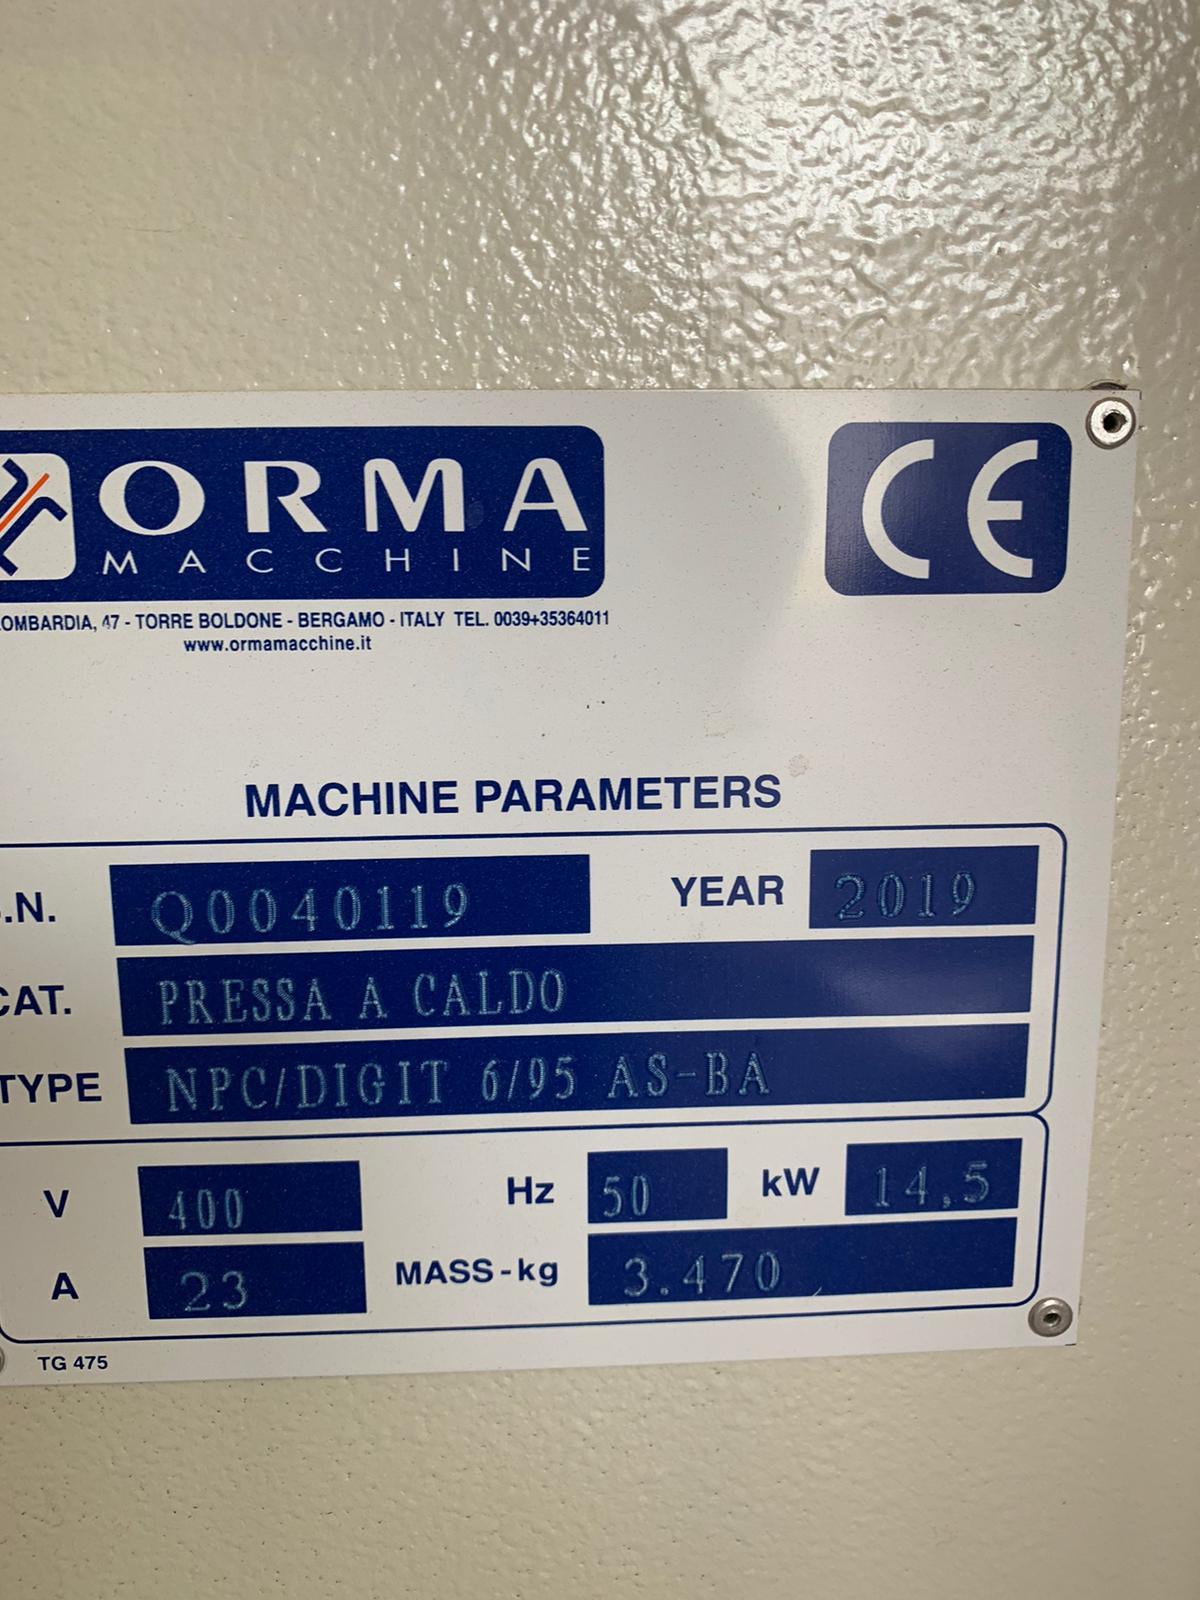 ORMA
MACCHINE
CE
LOMBARDIA, 47 - TORRE BOLDONE - BERGAMO - ITALY TEL. 0039+35364011
www.ormamacchine.it
MACHINE PARAMETERS
S.N. Q0040119 YEAR 2019
CAT. PRESSA A CALDO
TYPE NPC/DIGIT 6/95 AS-BA
V 400 Hz 50 kW 14,5
A 23 MASS-kg 3.470
TG 475